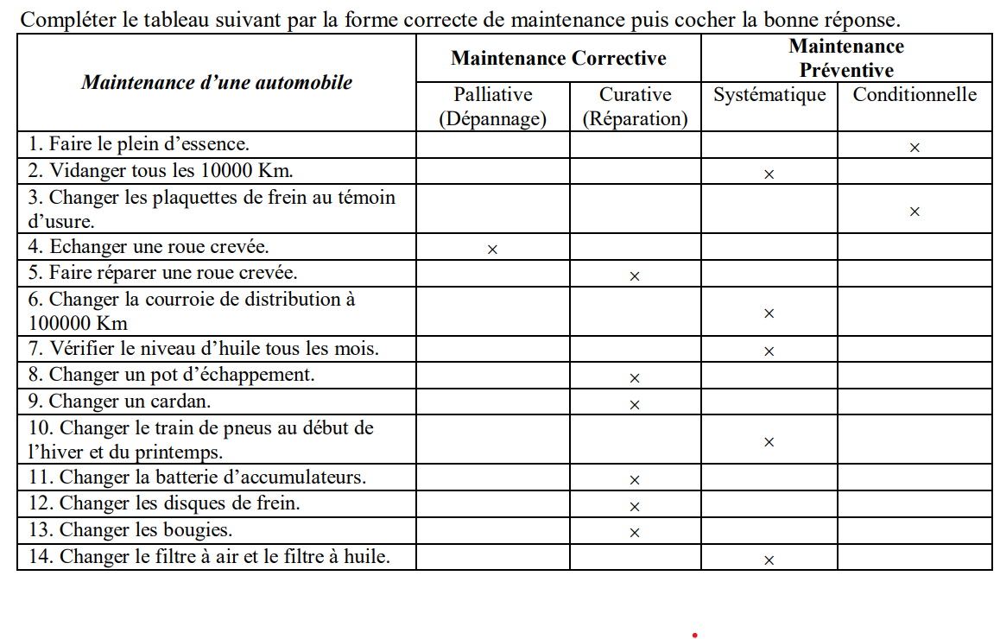 Compléter le tableau suivant par la forme correcte de maintenance puis cocher la bonne réponse.
Maintenance d'une automobile
Maintenance Corrective
Maintenance
Préventive
Palliative
(Dépannage)
Curative
(Réparation)
Systématique
Conditionnelle
1. Faire le plein d'essence.
×
2. Vidanger tous les 10000 Km.
×
3. Changer les plaquettes de frein au témoin
d'usure.
×
4. Echanger une roue crevée.
×
5. Faire réparer une roue crevée.
×
6. Changer la courroie de distribution à
100000 Km
×
7. Vérifier le niveau d'huile tous les mois.
×
8. Changer un pot d'échappement.
×
9. Changer un cardan.
×
10. Changer le train de pneus au début de
l'hiver et du printemps.
×
11. Changer la batterie d'accumulateurs.
×
12. Changer les disques de frein.
×
13. Changer les bougies.
×
14. Changer le filtre à air et le filtre à huile.
×